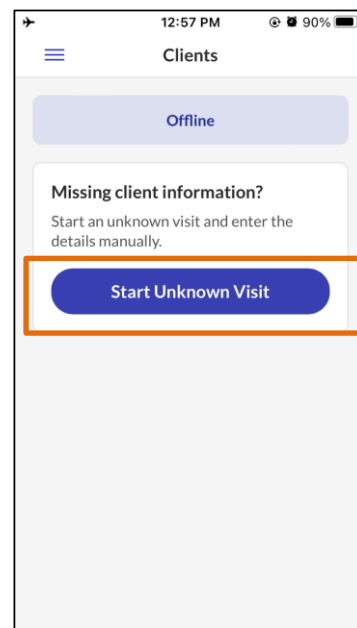 12:57 PM 90%
Clients
Offline
Missing client information?
Start an unknown visit and enter the
details manually.
Start Unknown Visit